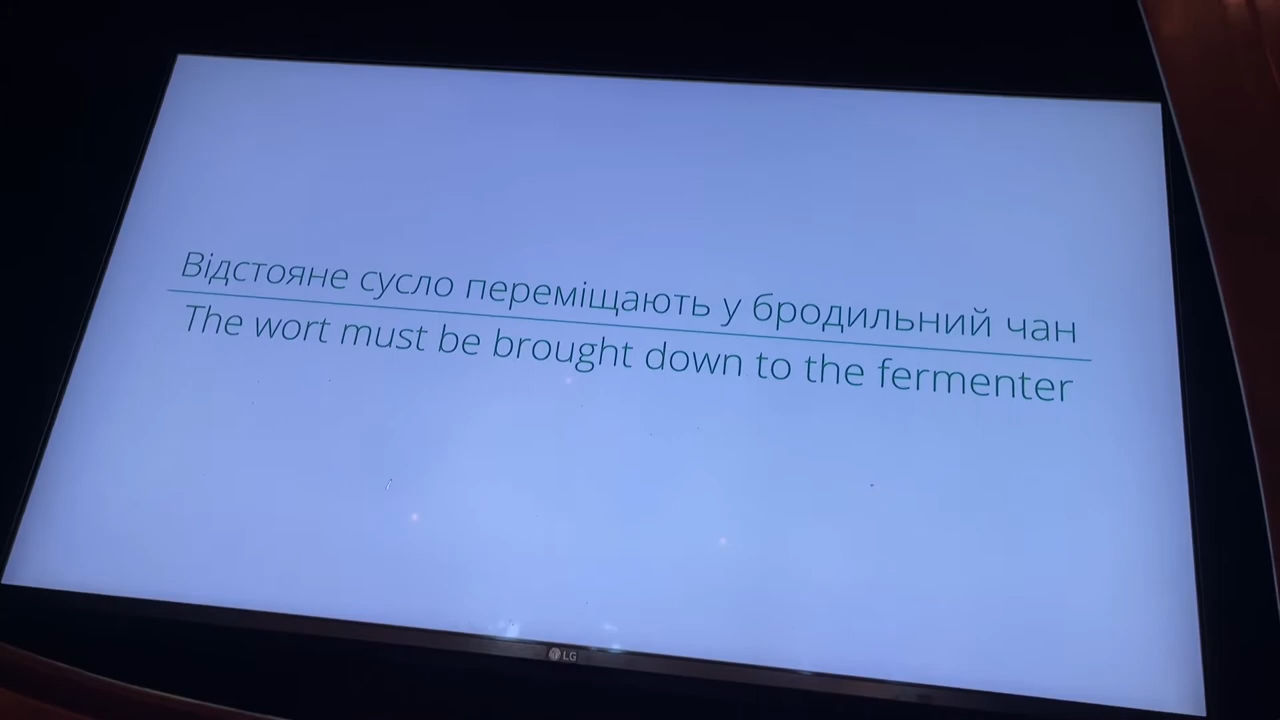 Відстояне сусло переміщають у бродильний чан
The wort must be brought down to the fermenter
LG